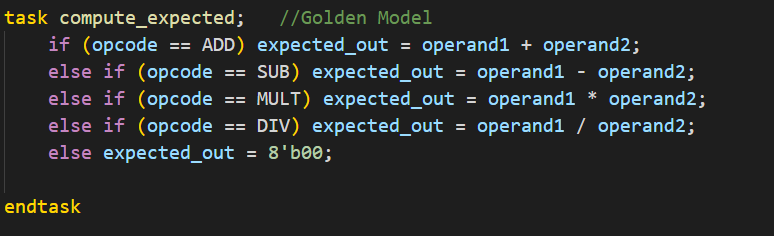 task compute_expected;   //Golden Model
    if (opcode == ADD) expected_out = operand1 + operand2;
    else if (opcode == SUB) expected_out = operand1 - operand2;
    else if (opcode == MULT) expected_out = operand1 * operand2;
    else if (opcode == DIV) expected_out = operand1 / operand2;
    else expected_out = 8'b00;

endtask